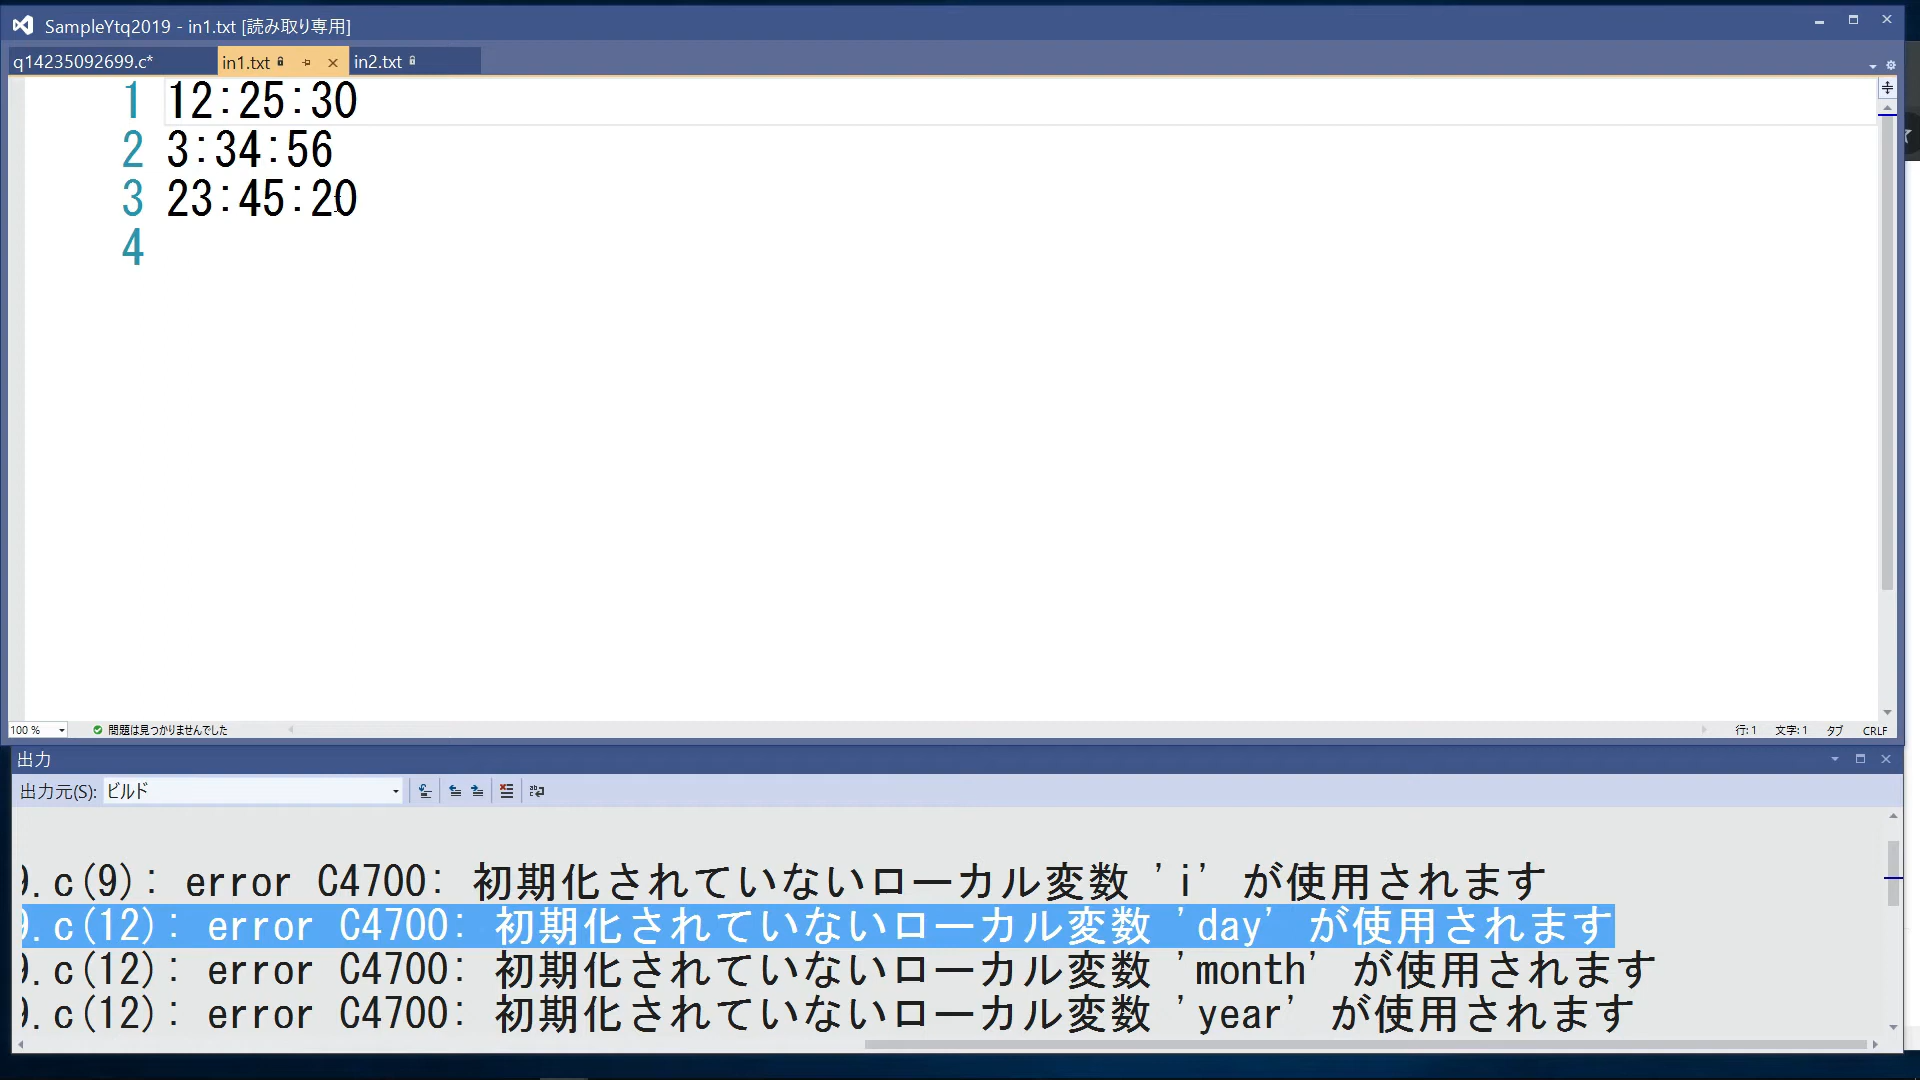 SampleYtq2019 - in1.txt [読み取り専用]
q14235092699.c* in1.txt in2.txt
1 12:25:30
2 3:34:56
3 23:45:20
4
100 % 問題は見つかりませんでした 行: 1 文字: 1 タブ CRLF
出力
出力元(S): ビルド
9.c(9): error C4700: 初期化されていないローカル変数 'i' が使用されます
9.c(12): error C4700: 初期化されていないローカル変数 'day' が使用されます
9.c(12): error C4700: 初期化されていないローカル変数 'month' が使用されます
9.c(12): error C4700: 初期化されていないローカル変数 'year' が使用されます